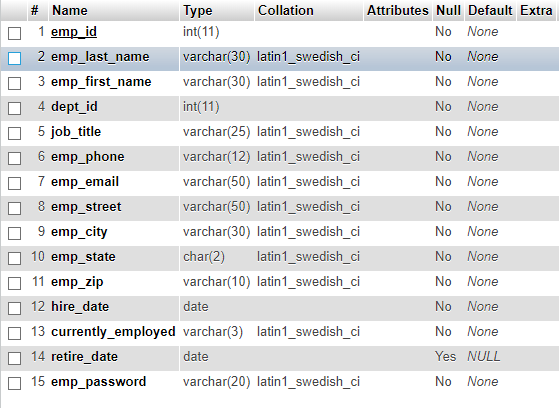 # Name Type Collation Attributes Null Default Extra
1 emp_id int(11) No None
2 emp_last_name varchar(30) latin1_swedish_ci No None
3 emp_first_name varchar(30) latin1_swedish_ci No None
4 dept_id int(11) No None
5 job_title varchar(25) latin1_swedish_ci No None
6 emp_phone varchar(12) latin1_swedish_ci No None
7 emp_email varchar(50) latin1_swedish_ci No None
8 emp_street varchar(50) latin1_swedish_ci No None
9 emp_city varchar(30) latin1_swedish_ci No None
10 emp_state char(2) latin1_swedish_ci No None
11 emp_zip varchar(10) latin1_swedish_ci No None
12 hire_date date No None
13 currently_employed varchar(3) latin1_swedish_ci No None
14 retire_date date Yes NULL
15 emp_password varchar(20) latin1_swedish_ci No None